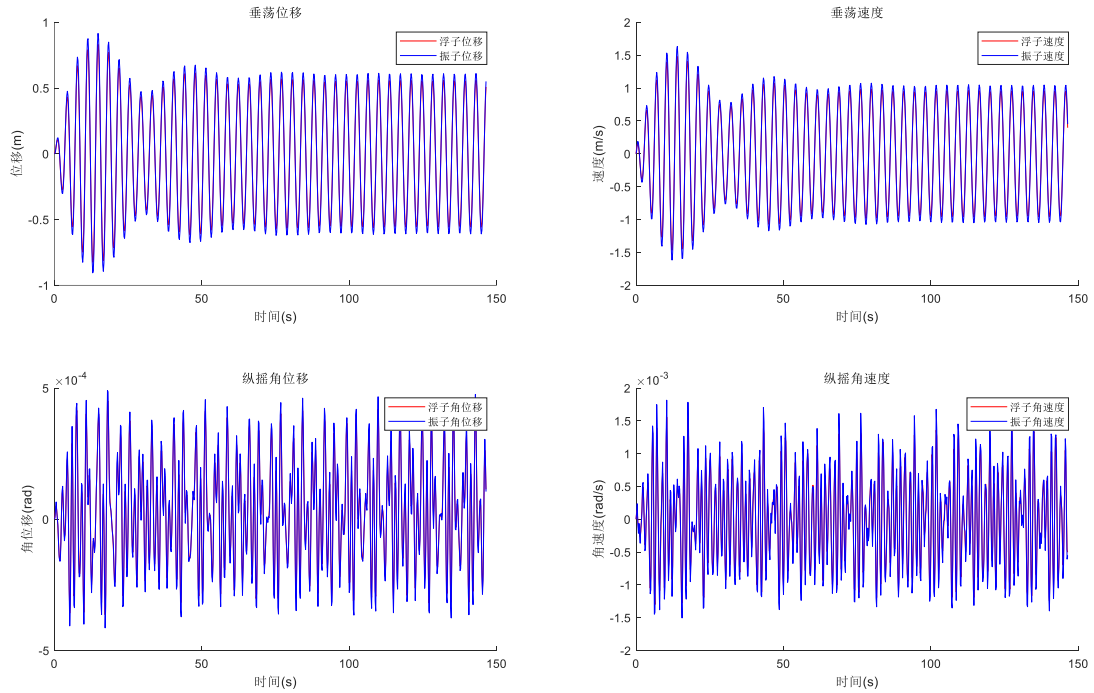 垂荡位移
1
0.5
0
-0.5
-1
位移(m)
浮子位移
振子位移
0
50
100
150
时间(s)
垂荡速度
2
1.5
1
0.5
0
-0.5
-1
-1.5
-2
速度(m/s)
浮子速度
振子速度
0
50
100
150
时间(s)
纵摇角位移
×10-4
5
0
-5
角位移(rad)
浮子角位移
振子角位移
0
50
100
150
时间(s)
纵摇角速度
×10-3
2
1.5
1
0.5
0
-0.5
-1
-1.5
-2
角速度(rad/s)
浮子角速度
振子角速度
0
50
100
150
时间(s)